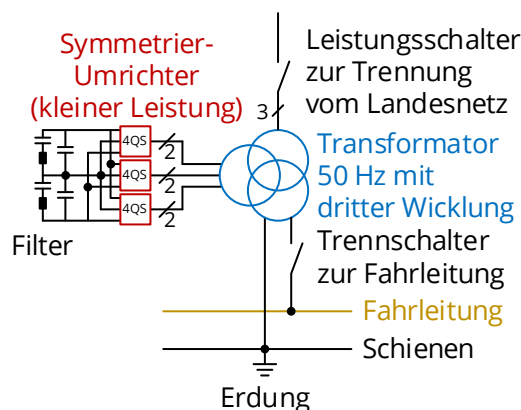 Symmetrier-
Umrichter
(kleiner Leistung)
Leistungsschalter
zur Trennung
vom Landesnetz
3
4QS
2
4QS
2
4QS
2
Transformator
50 Hz mit
dritter Wicklung
Filter
Trennschalter
zur Fahrleitung
Fahrleitung
Schienen
Erdung